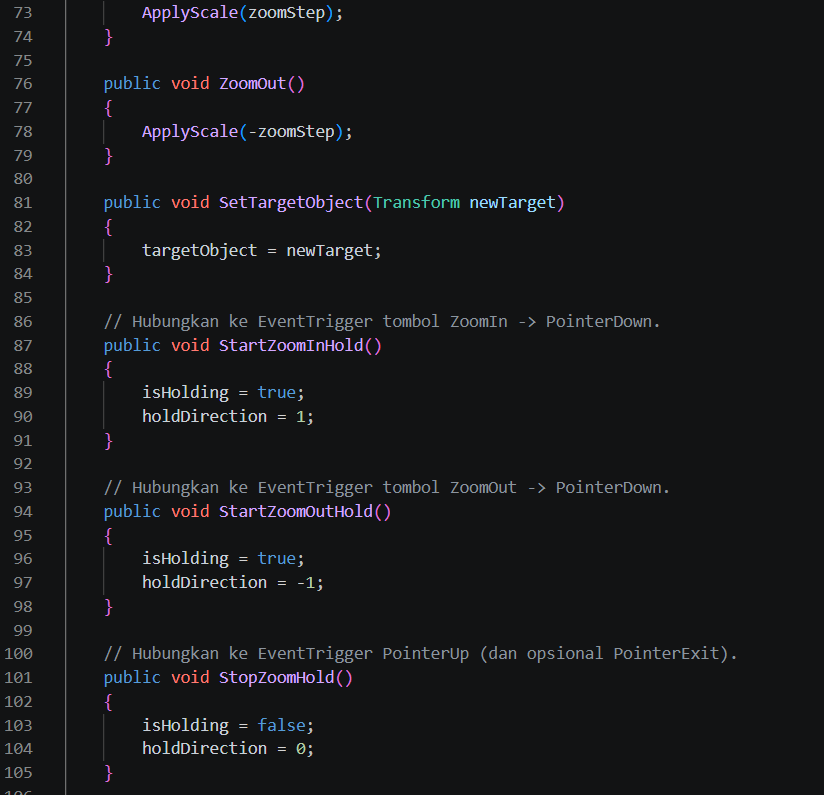 73 ApplyScale(zoomStep);
74 }
75
76 public void ZoomOut()
77 {
78 ApplyScale(-zoomStep);
79 }
80
81 public void SetTargetObject(Transform newTarget)
82 {
83 targetObject = newTarget;
84 }
85
86 // Hubungkan ke EventTrigger tombol ZoomIn -> PointerDown.
87 public void StartZoomInHold()
88 {
89 isHolding = true;
90 holdDirection = 1;
91 }
92
93 // Hubungkan ke EventTrigger tombol ZoomOut -> PointerDown.
94 public void StartZoomOutHold()
95 {
96 isHolding = true;
97 holdDirection = -1;
98 }
99
100 // Hubungkan ke EventTrigger PointerUp (dan opsional PointerExit).
101 public void StopZoomHold()
102 {
103 isHolding = false;
104 holdDirection = 0;
105 }